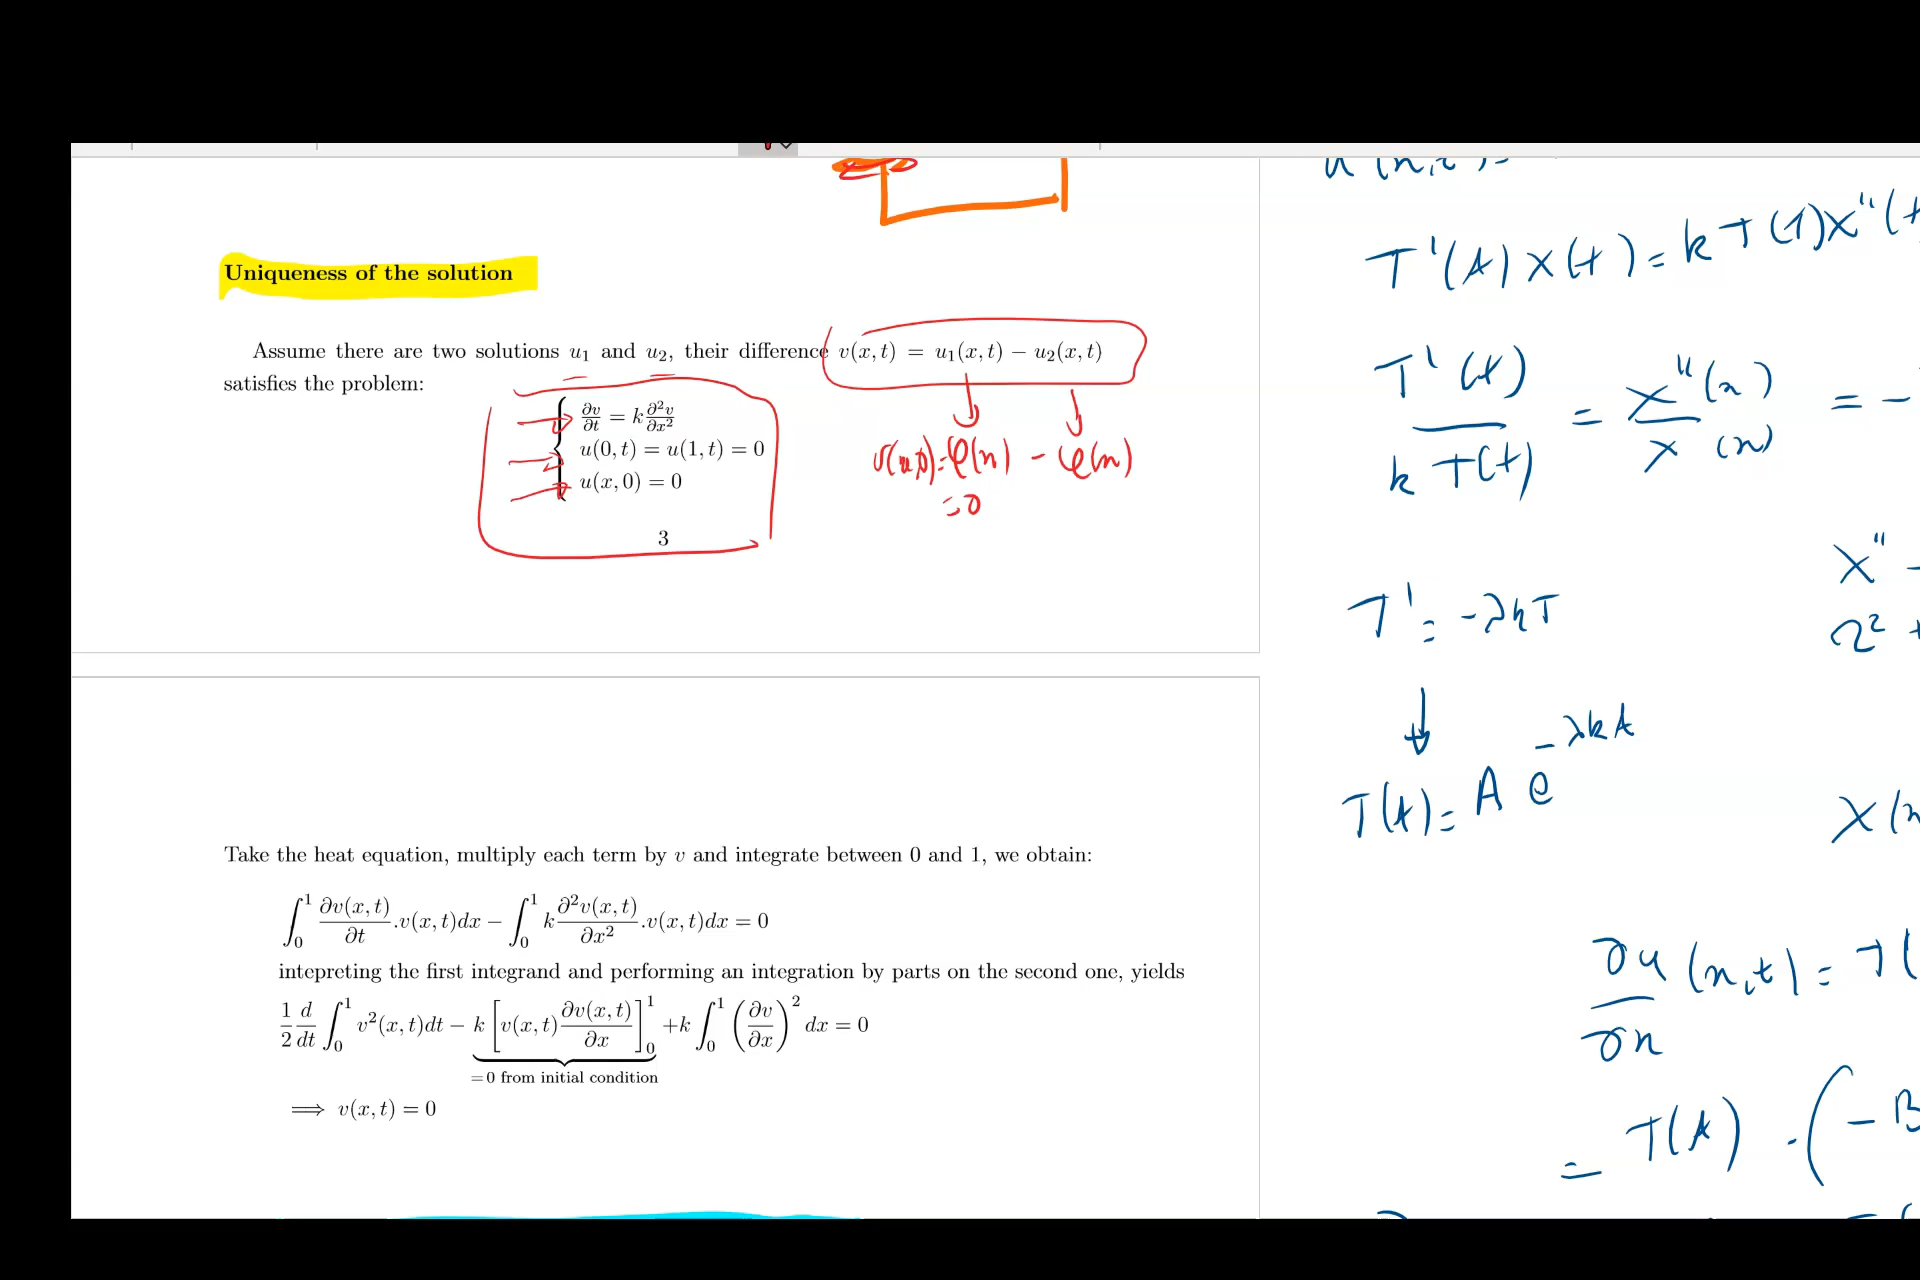 Uniqueness of the solution
Assume there are two solutions u₁ and u₂, their difference v(x, t) = u₁(x, t) − u₂(x, t)
satisfies the problem:
∂v/∂t = k ∂²v/∂x²
u(0, t) = u(1, t) = 0
u(x, 0) = 0
v(x,0) = φ(x) − φ(x)
= 0
3
Take the heat equation, multiply each term by v and integrate between 0 and 1, we obtain:
∫₀¹ ∂v(x, t)/∂t .v(x, t)dx − ∫₀¹ k ∂²v(x, t)/∂x² .v(x, t)dx = 0
intepreting the first integrand and performing an integration by parts on the second one, yields
1/2 d/dt ∫₀¹ v²(x, t)dt − k [v(x, t) ∂v(x, t)/∂x]₀¹ +k ∫₀¹ (∂v/∂x)² dx = 0
=0 from initial condition
⟹ v(x, t) = 0
T'(t) X(t) = k T(t) X''(
T'(t) / k T(t) = X''(x) / X(x) = −
T' = −λkT
X'' −
r² +
T(t) = A e^(−λkt)
X(x
∂u/∂x (x,t) = T(
= T(t) . (− B